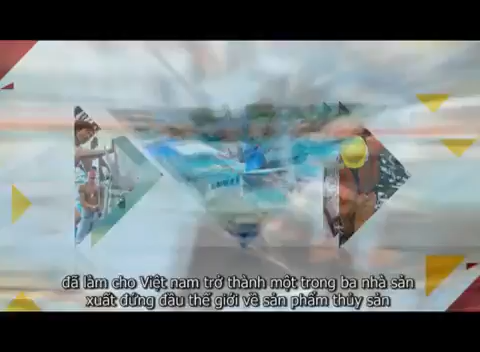 đã làm cho Việt nam trở thành một trong ba nhà sản
xuất đứng đầu thế giới về sản phẩm thủy sản